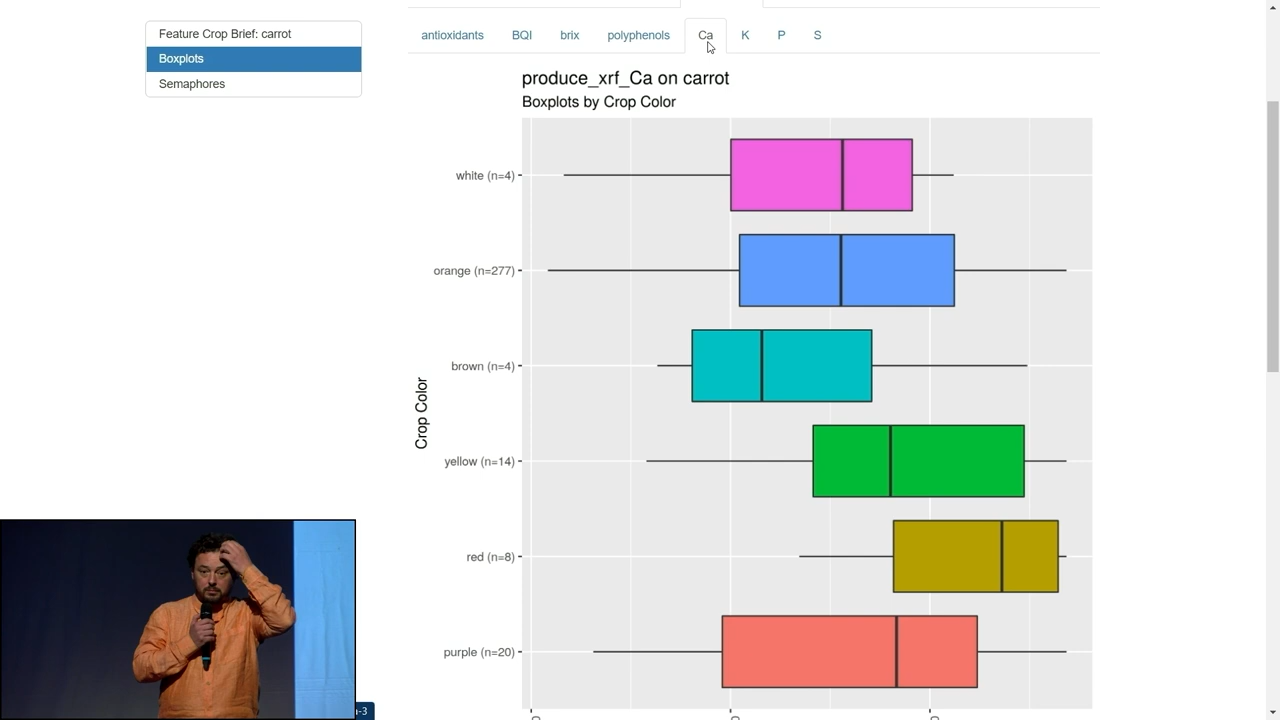 Feature Crop Brief: carrot
Boxplots
Semaphores
antioxidants BQI brix polyphenols Ca K P S
produce_xrf_Ca on carrot
Boxplots by Crop Color
Crop Color
white (n=4)
orange (n=277)
brown (n=4)
yellow (n=14)
red (n=8)
purple (n=20)
-3